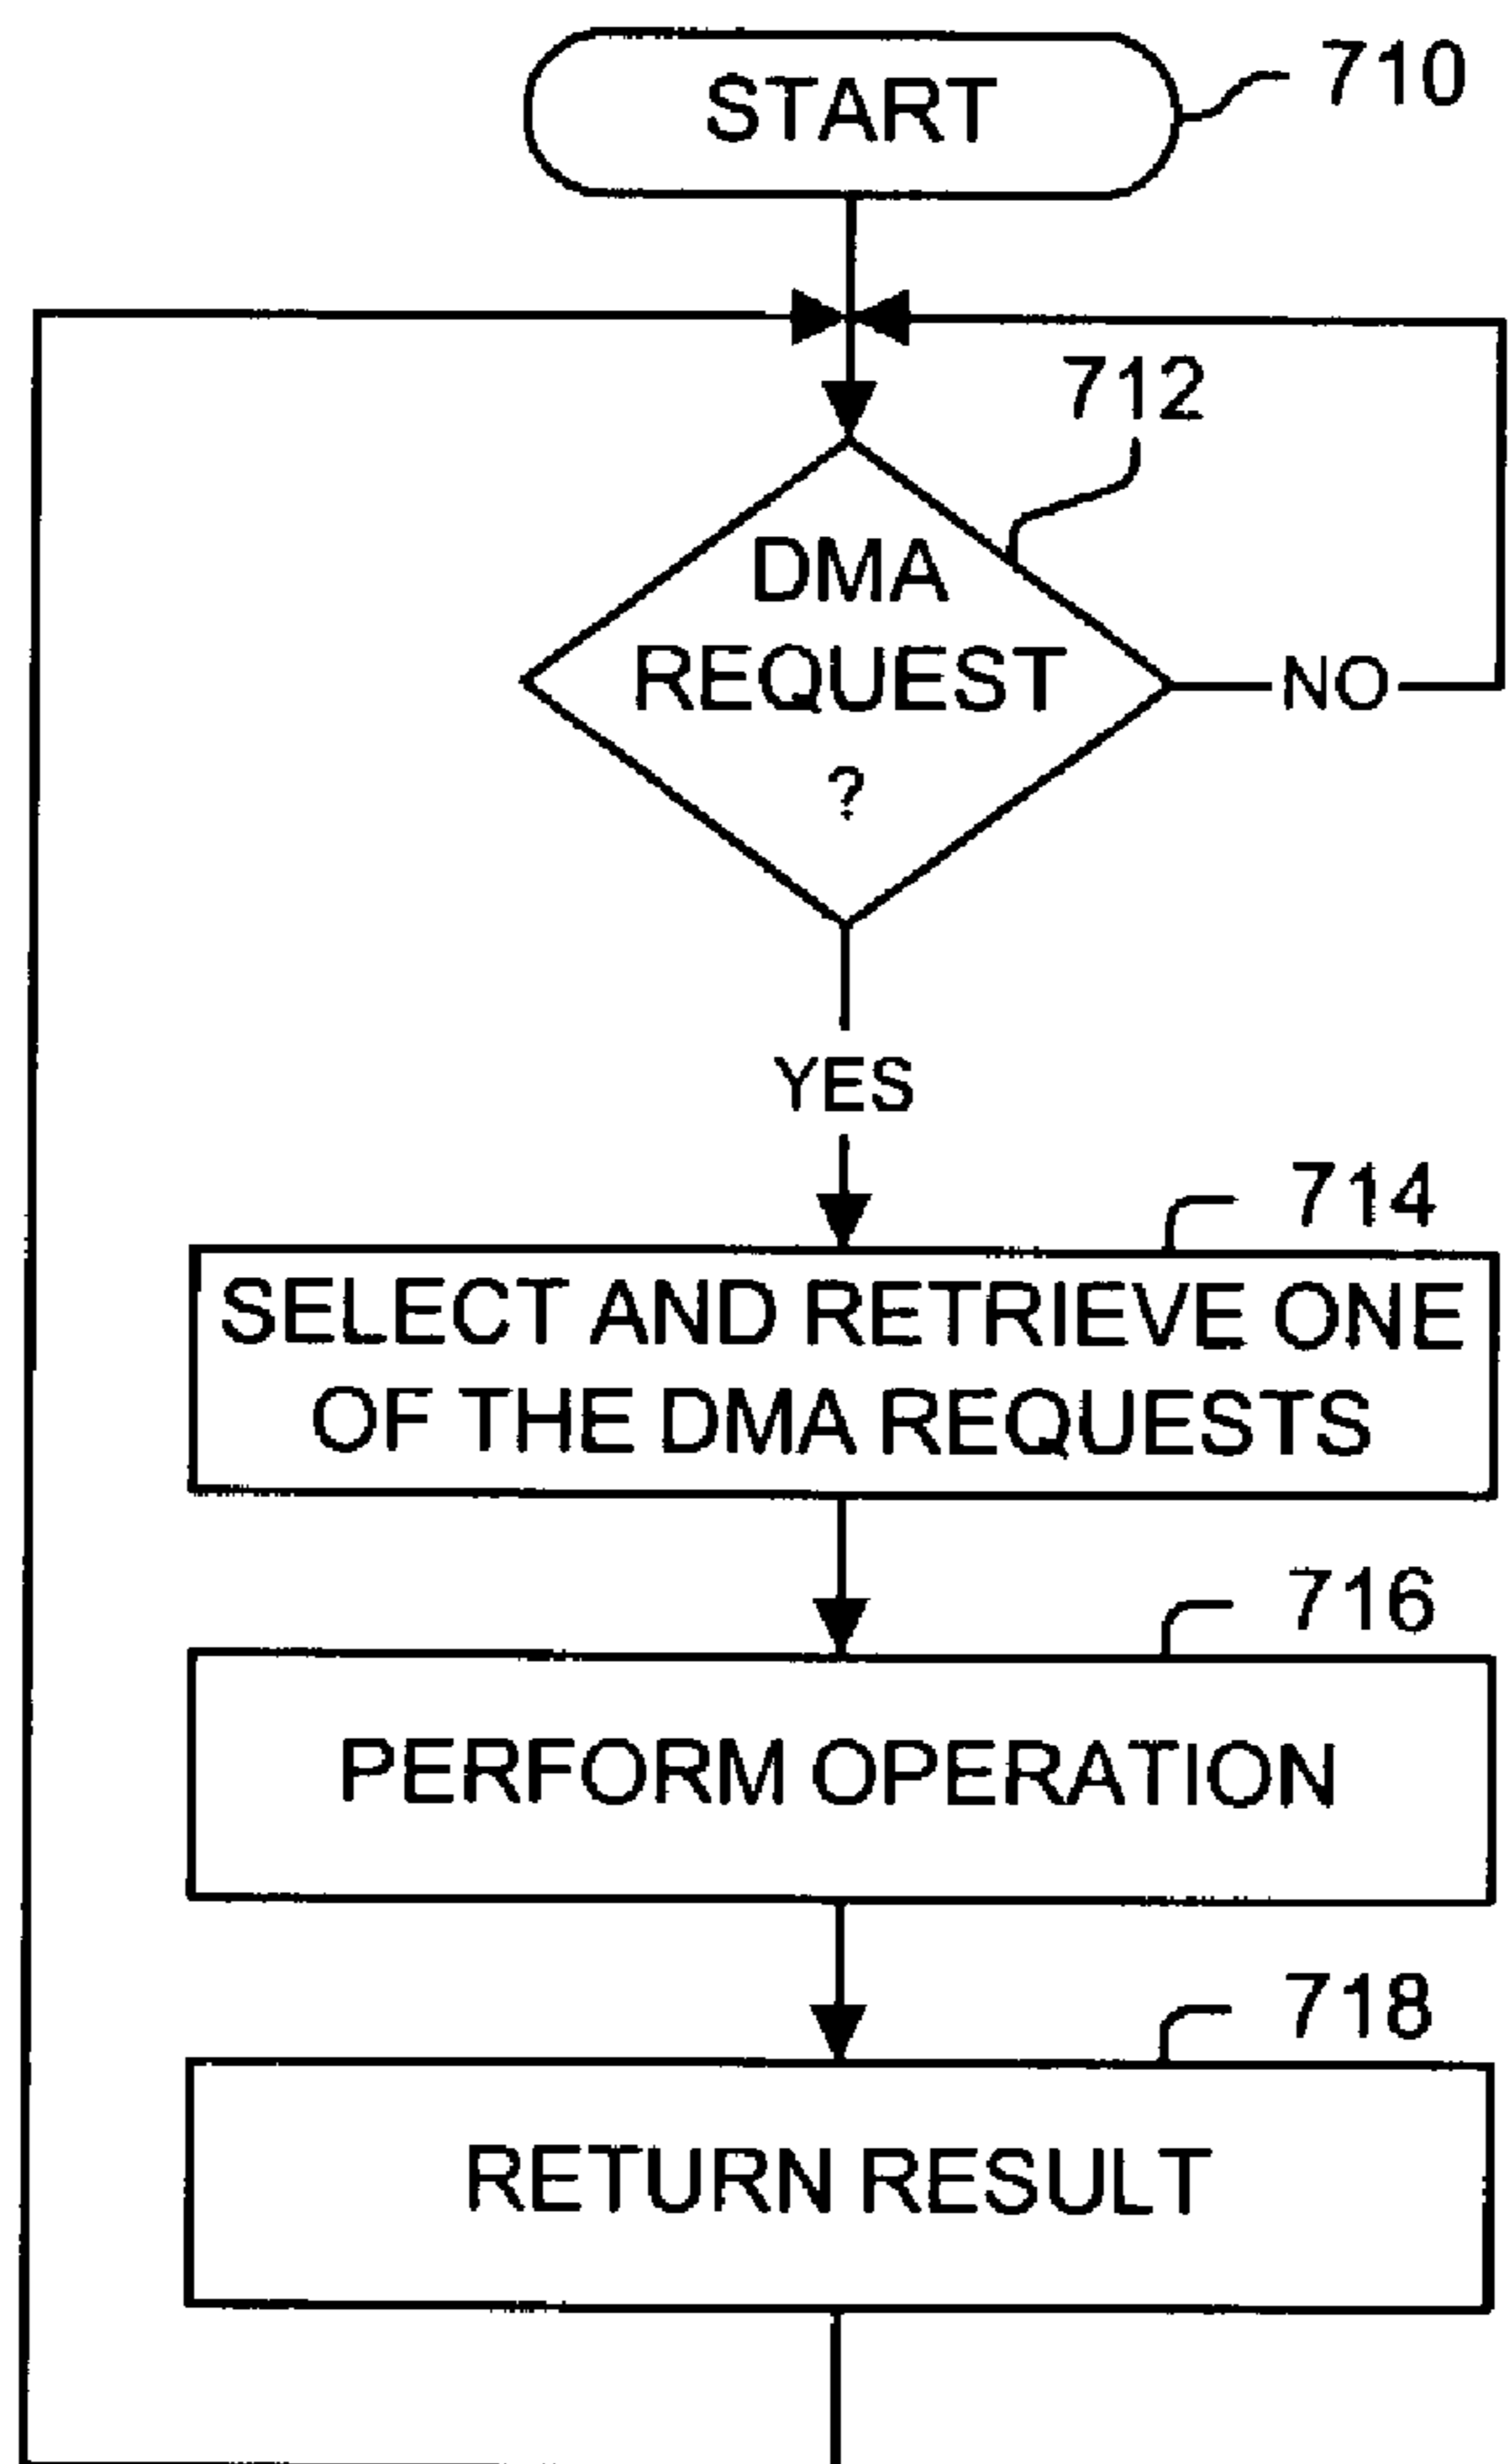 START
710
712
DMA
REQUEST
?
NO
YES
714
SELECT AND RETRIEVE ONE
OF THE DMA REQUESTS
716
PERFORM OPERATION
718
RETURN RESULT